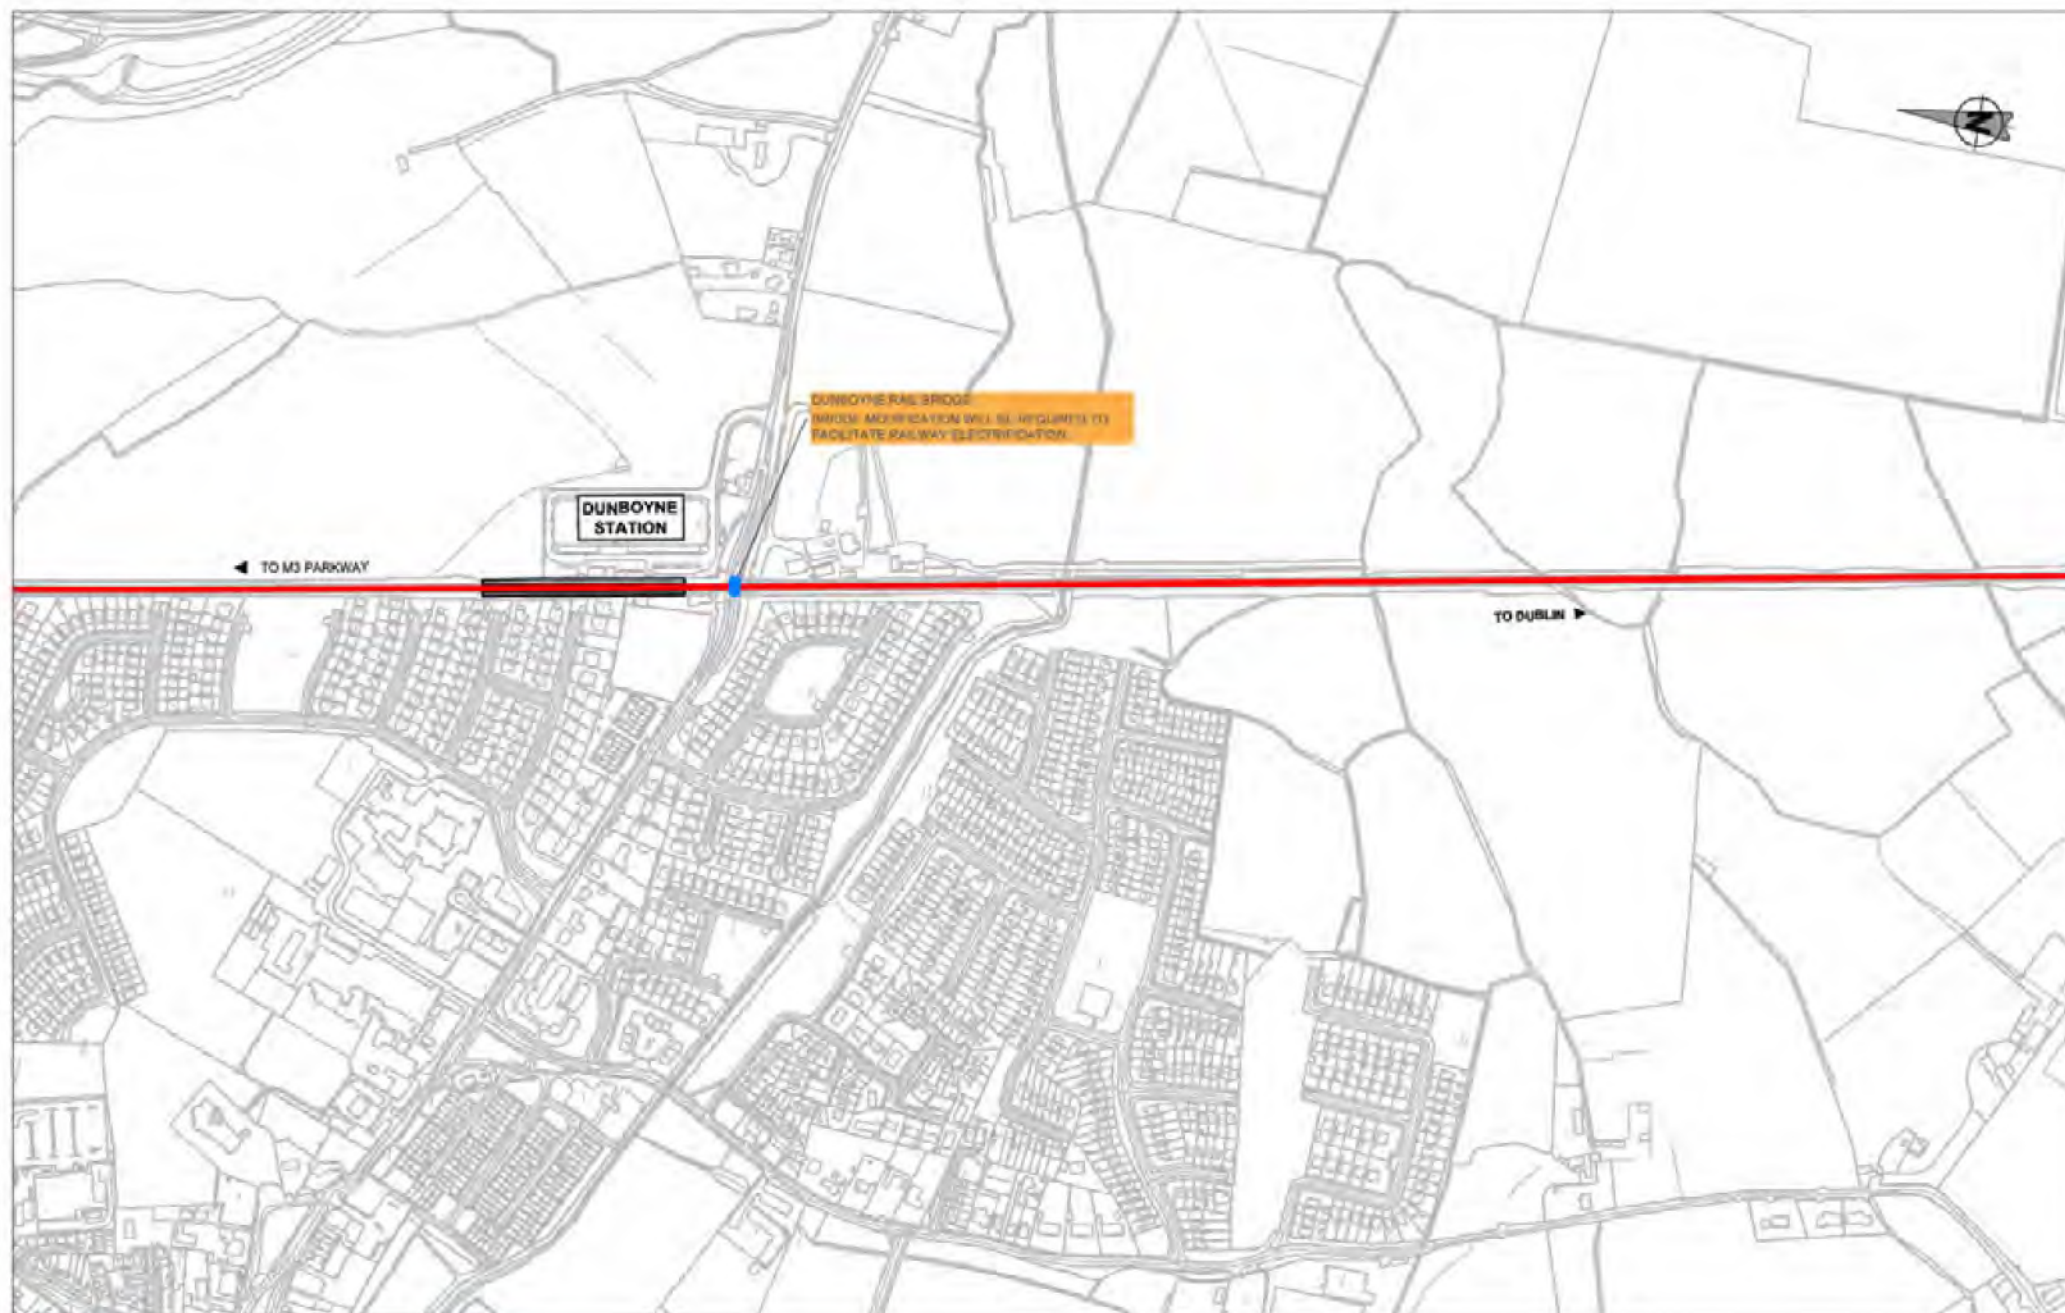 N
DUNBOYNE RAIL BRIDGE
BRIDGE MODIFICATION WILL BE REQUIRED TO
FACILITATE RAILWAY ELECTRIFICATION.
DUNBOYNE
STATION
◄ TO M3 PARKWAY
TO DUBLIN ►